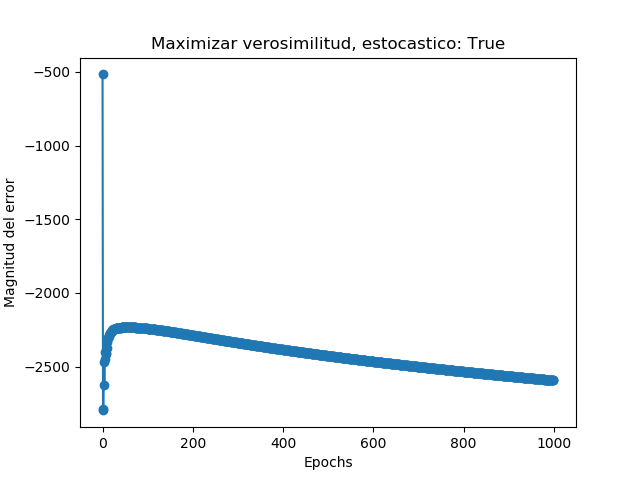 Maximizar verosimilitud, estocastico: True
−500
−1000
−1500
−2000
−2500
Magnitud del error
0 200 400 600 800 1000
Epochs